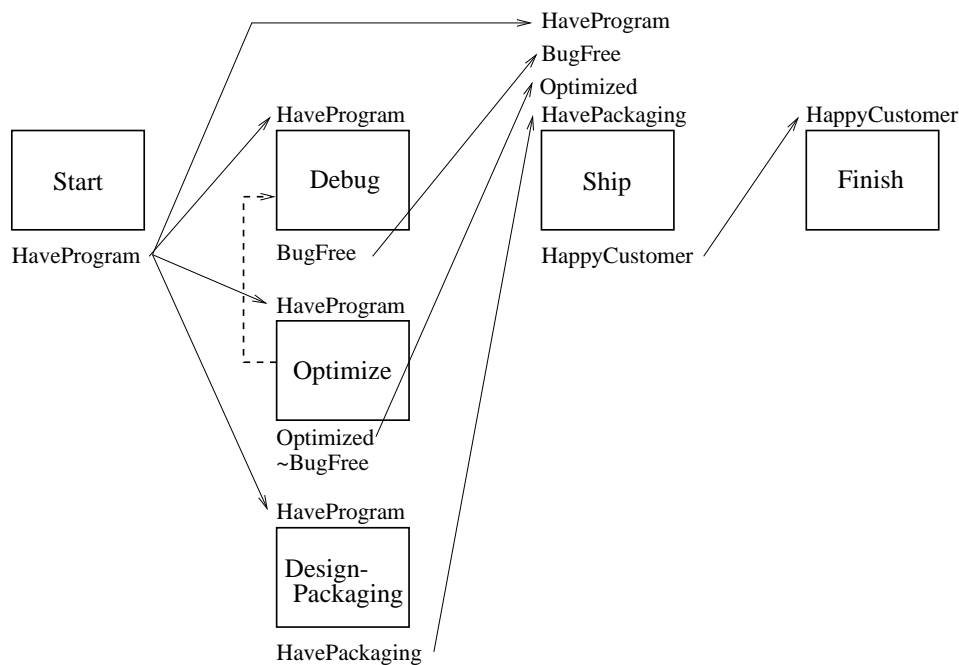 HaveProgram
BugFree
Optimized
HaveProgram
HavePackaging
HappyCustomer
Start
Debug
Ship
Finish
HaveProgram
BugFree
HappyCustomer
HaveProgram
Optimize
Optimized
~BugFree
HaveProgram
Design-
Packaging
HavePackaging